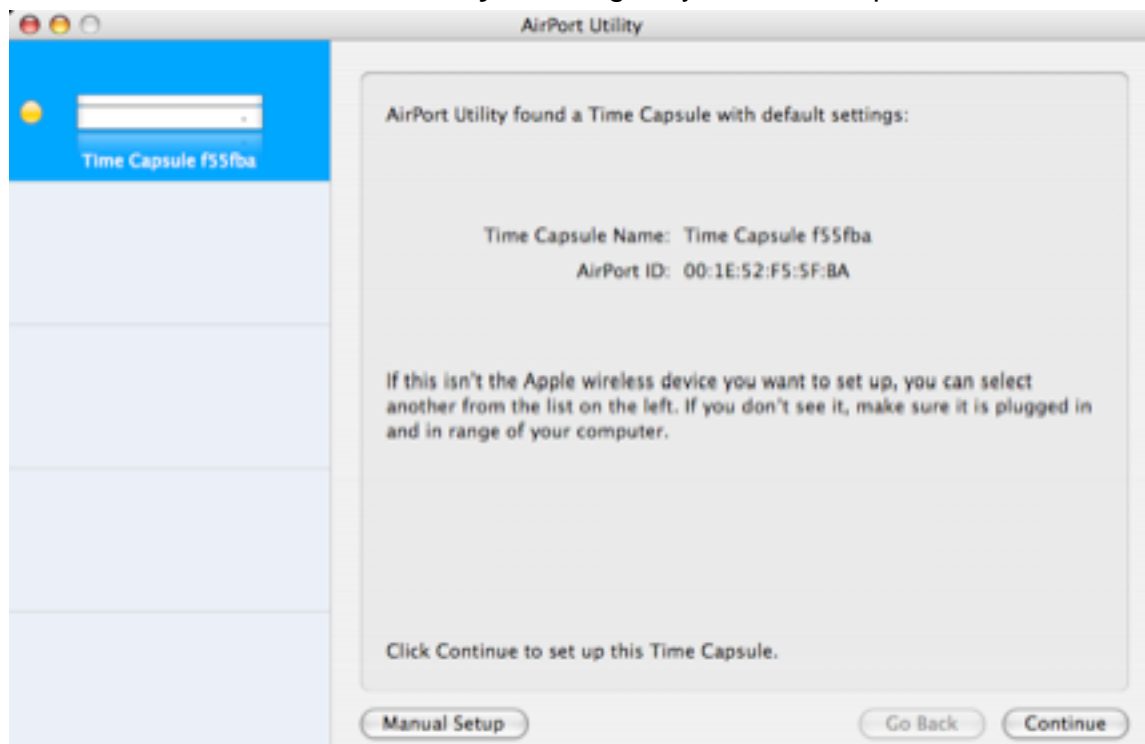 AirPort Utility
Time Capsule f55fba
AirPort Utility found a Time Capsule with default settings:
Time Capsule Name: Time Capsule f55fba
AirPort ID: 00:1E:52:F5:5F:BA
If this isn't the Apple wireless device you want to set up, you can select
another from the list on the left. If you don't see it, make sure it is plugged in
and in range of your computer.
Click Continue to set up this Time Capsule.
Manual Setup
Go Back
Continue